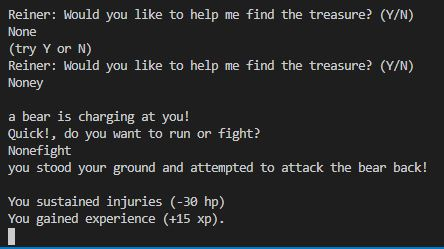 Reiner: Would you like to help me find the treasure? (Y/N)
None
(try Y or N)
Reiner: Would you like to help me find the treasure? (Y/N)
Noney

a bear is charging at you!
Quick!, do you want to run or fight?
Nonefight
you stood your ground and attempted to attack the bear back!

You sustained injuries (-30 hp)
You gained experience (+15 xp).